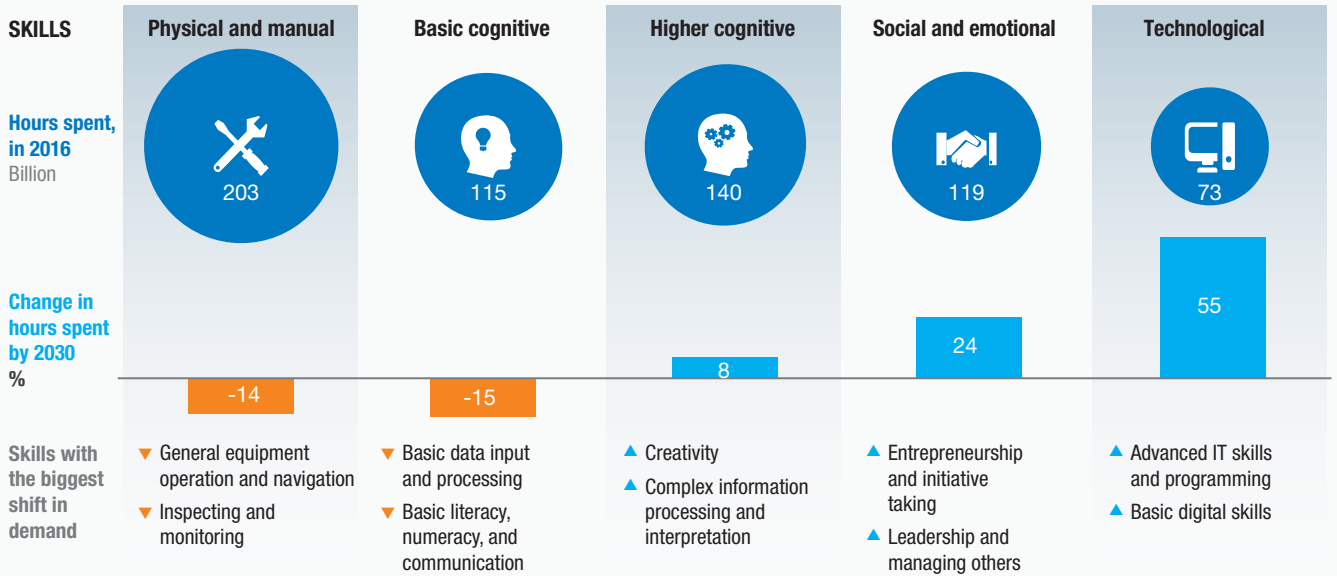 SKILLS
Physical and manual
Basic cognitive
Higher cognitive
Social and emotional
Technological
Hours spent,
in 2016
Billion
203
115
140
119
73
Change in
hours spent
by 2030
%
-14
-15
8
24
55
Skills with
the biggest
shift in
demand
General equipment
operation and navigation
Inspecting and
monitoring
Basic data input
and processing
Basic literacy,
numeracy, and
communication
Creativity
Complex information
processing and
interpretation
Entrepreneurship
and initiative
taking
Leadership and
managing others
Advanced IT skills
and programming
Basic digital skills